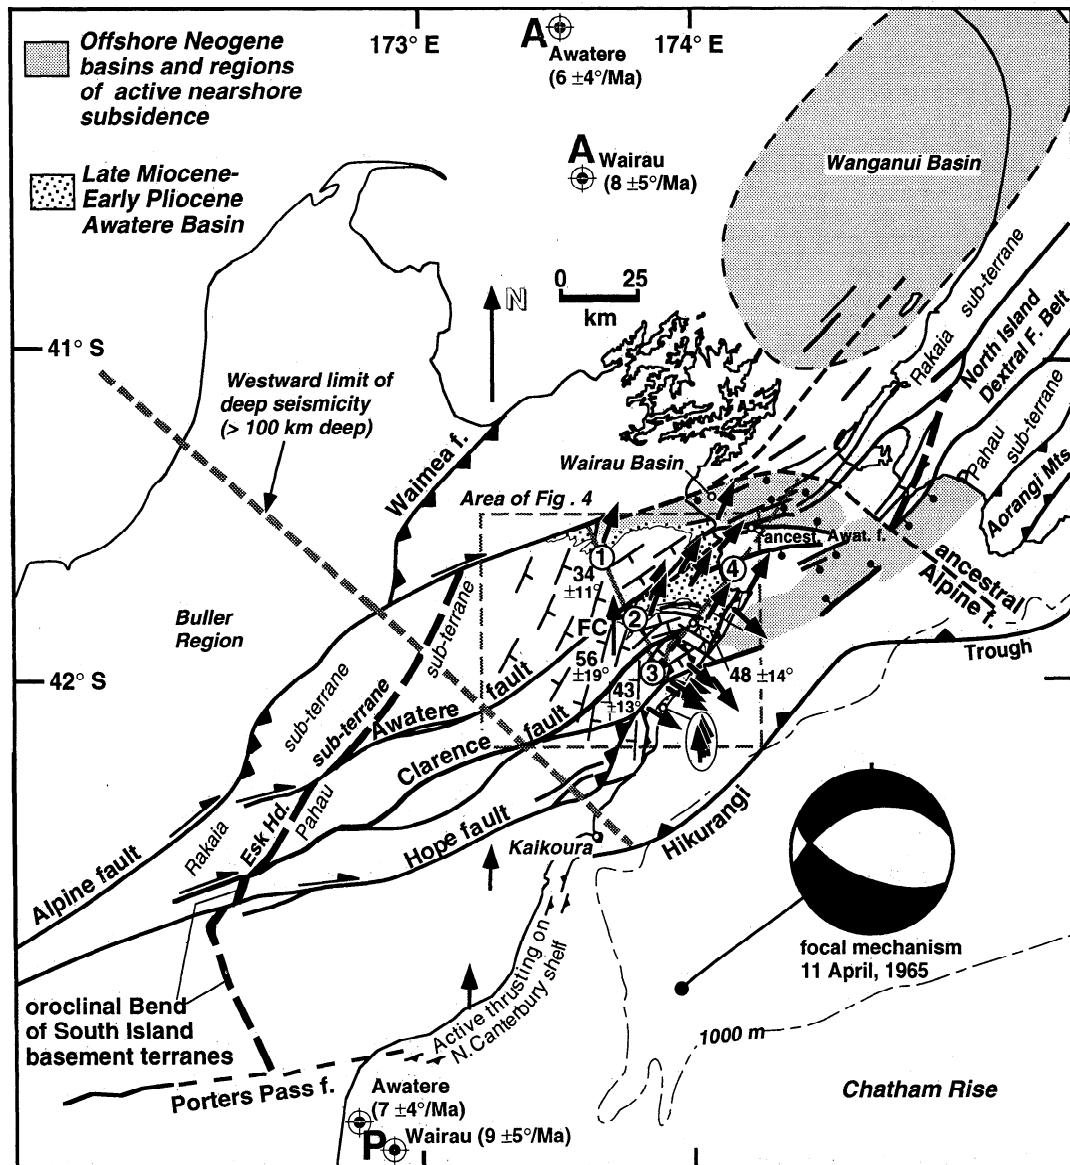 173° E
174° E
Offshore Neogene
basins and regions
of active nearshore
subsidence
Late Miocene-
Early Pliocene
Awatere Basin
A
Awatere
(6 ±4°/Ma)
A Wairau
(8 ±5°/Ma)
Wanganui Basin
0 25
km
N
41° S
42° S
Westward limit of
deep seismicity
(> 100 km deep)
Waimea f.
Wairau Basin
Area of Fig . 4
Rakaia sub-terrane
North Island
Dextral F. Belt
Pahau sub-terrane
Aorangi Mts
ancest. Awat. f.
ancestral
Alpine f.
1
34
±11°
2
FC
56
±19°
3
43
±13°
4
48 ±14°
Trough
Hikurangi
Buller
Region
sub-terrane
sub-terrane
sub-terrane
Awatere fault
Clarence fault
Hope fault
Alpine fault
Rakaia
Esk Hd.
Pahau
Kaikoura
oroclinal Bend
of South Island
basement terranes
Porters Pass f.
Active thrusting on
N. Canterbury shelf
focal mechanism
11 April, 1965
1000 m
Chatham Rise
Awatere
(7 ±4°/Ma)
P Wairau (9 ±5°/Ma)